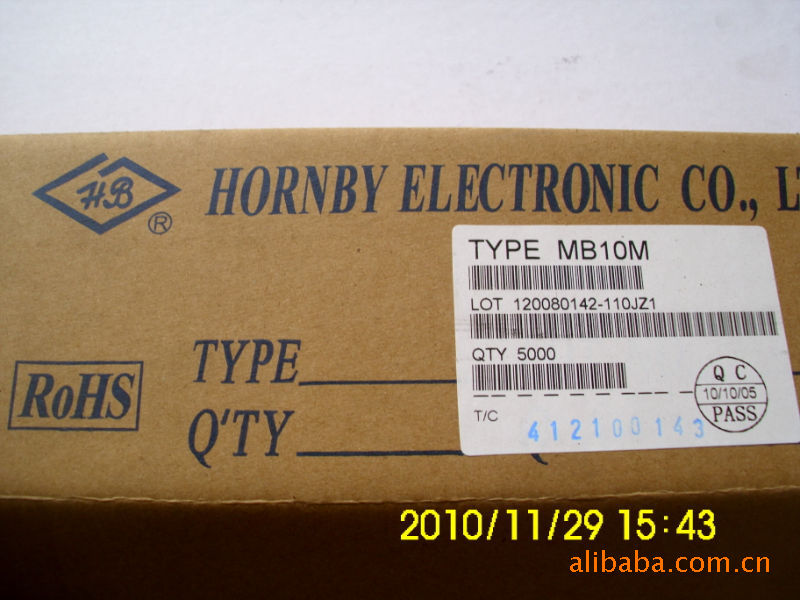 HB
®
HORNBY ELECTRONIC CO., LT
TYPE MB10M
LOT 120080142-110JZ1
QTY 5000
T/C
412100143
Q C
10/10/05
PASS
RoHS
TYPE
Q'TY
2010/11/29 15:43
alibaba.com.cn